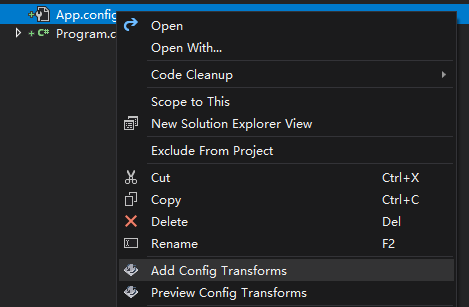 App.config
C# Program.c
Open
Open With...
Code Cleanup
Scope to This
New Solution Explorer View
Exclude From Project
Cut Ctrl+X
Copy Ctrl+C
Delete Del
Rename F2
Add Config Transforms
Preview Config Transforms